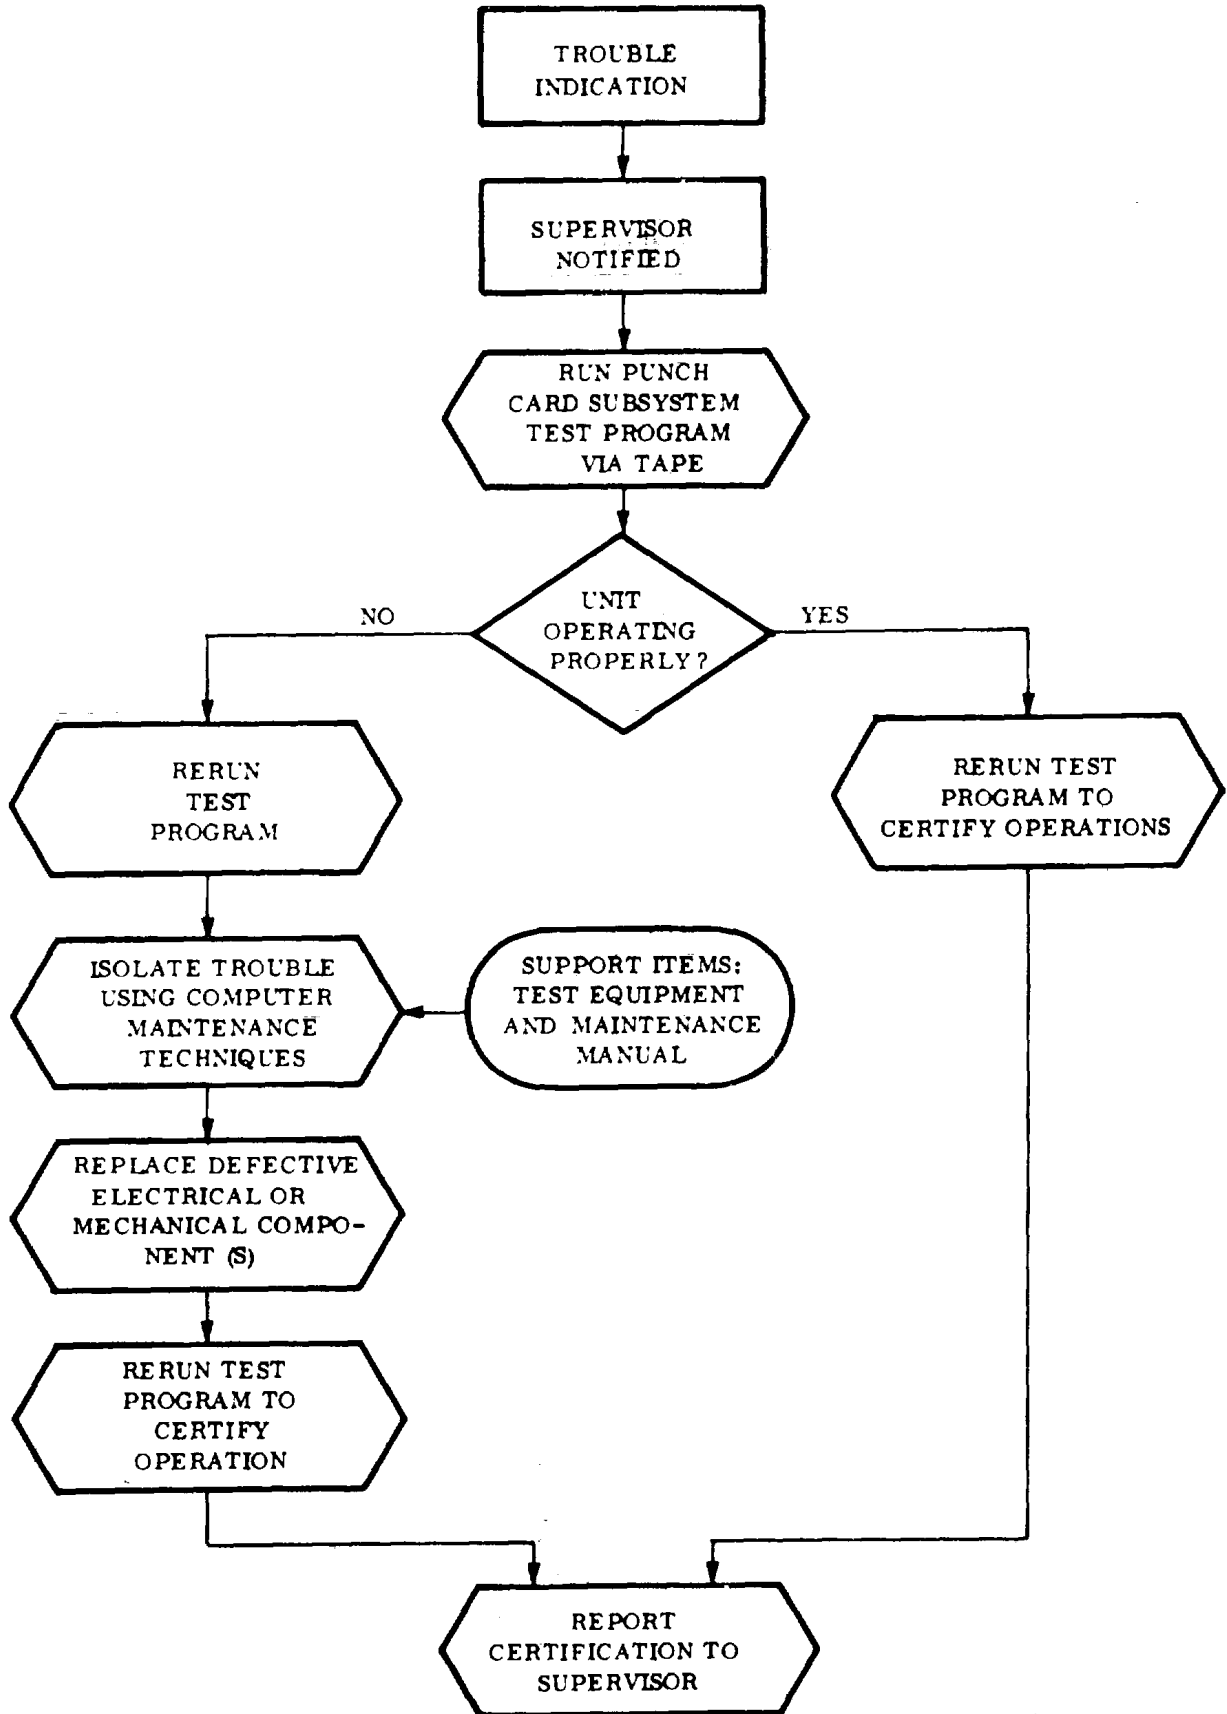 TROUBLE
INDICATION
SUPERVISOR
NOTIFIED
RUN PUNCH
CARD SUBSYSTEM
TEST PROGRAM
VIA TAPE
UNIT
OPERATING
PROPERLY?
NO
YES
RERUN
TEST
PROGRAM
RERUN TEST
PROGRAM TO
CERTIFY OPERATIONS
ISOLATE TROUBLE
USING COMPUTER
MAINTENANCE
TECHNIQUES
SUPPORT ITEMS:
TEST EQUIPMENT
AND MAINTENANCE
MANUAL
REPLACE DEFECTIVE
ELECTRICAL OR
MECHANICAL COMPO-
NENT (S)
RERUN TEST
PROGRAM TO
CERTIFY
OPERATION
REPORT
CERTIFICATION TO
SUPERVISOR